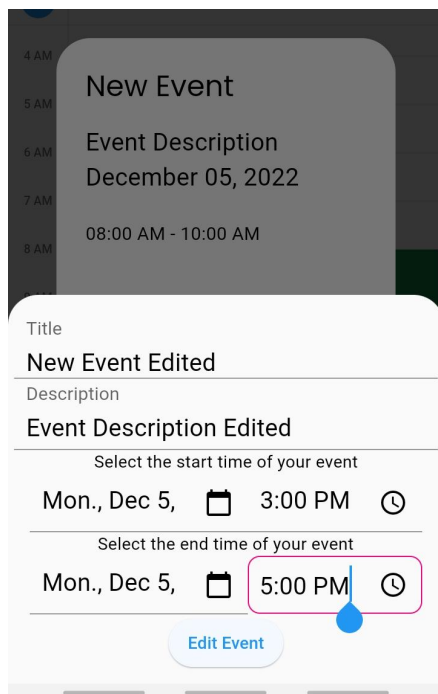 4 AM
New Event
5 AM
Event Description
6 AM
December 05, 2022
7 AM
08:00 AM - 10:00 AM
8 AM
Title
New Event Edited
Description
Event Description Edited
Select the start time of your event
Mon., Dec 5, 3:00 PM
Select the end time of your event
Mon., Dec 5, 5:00 PM
Edit Event